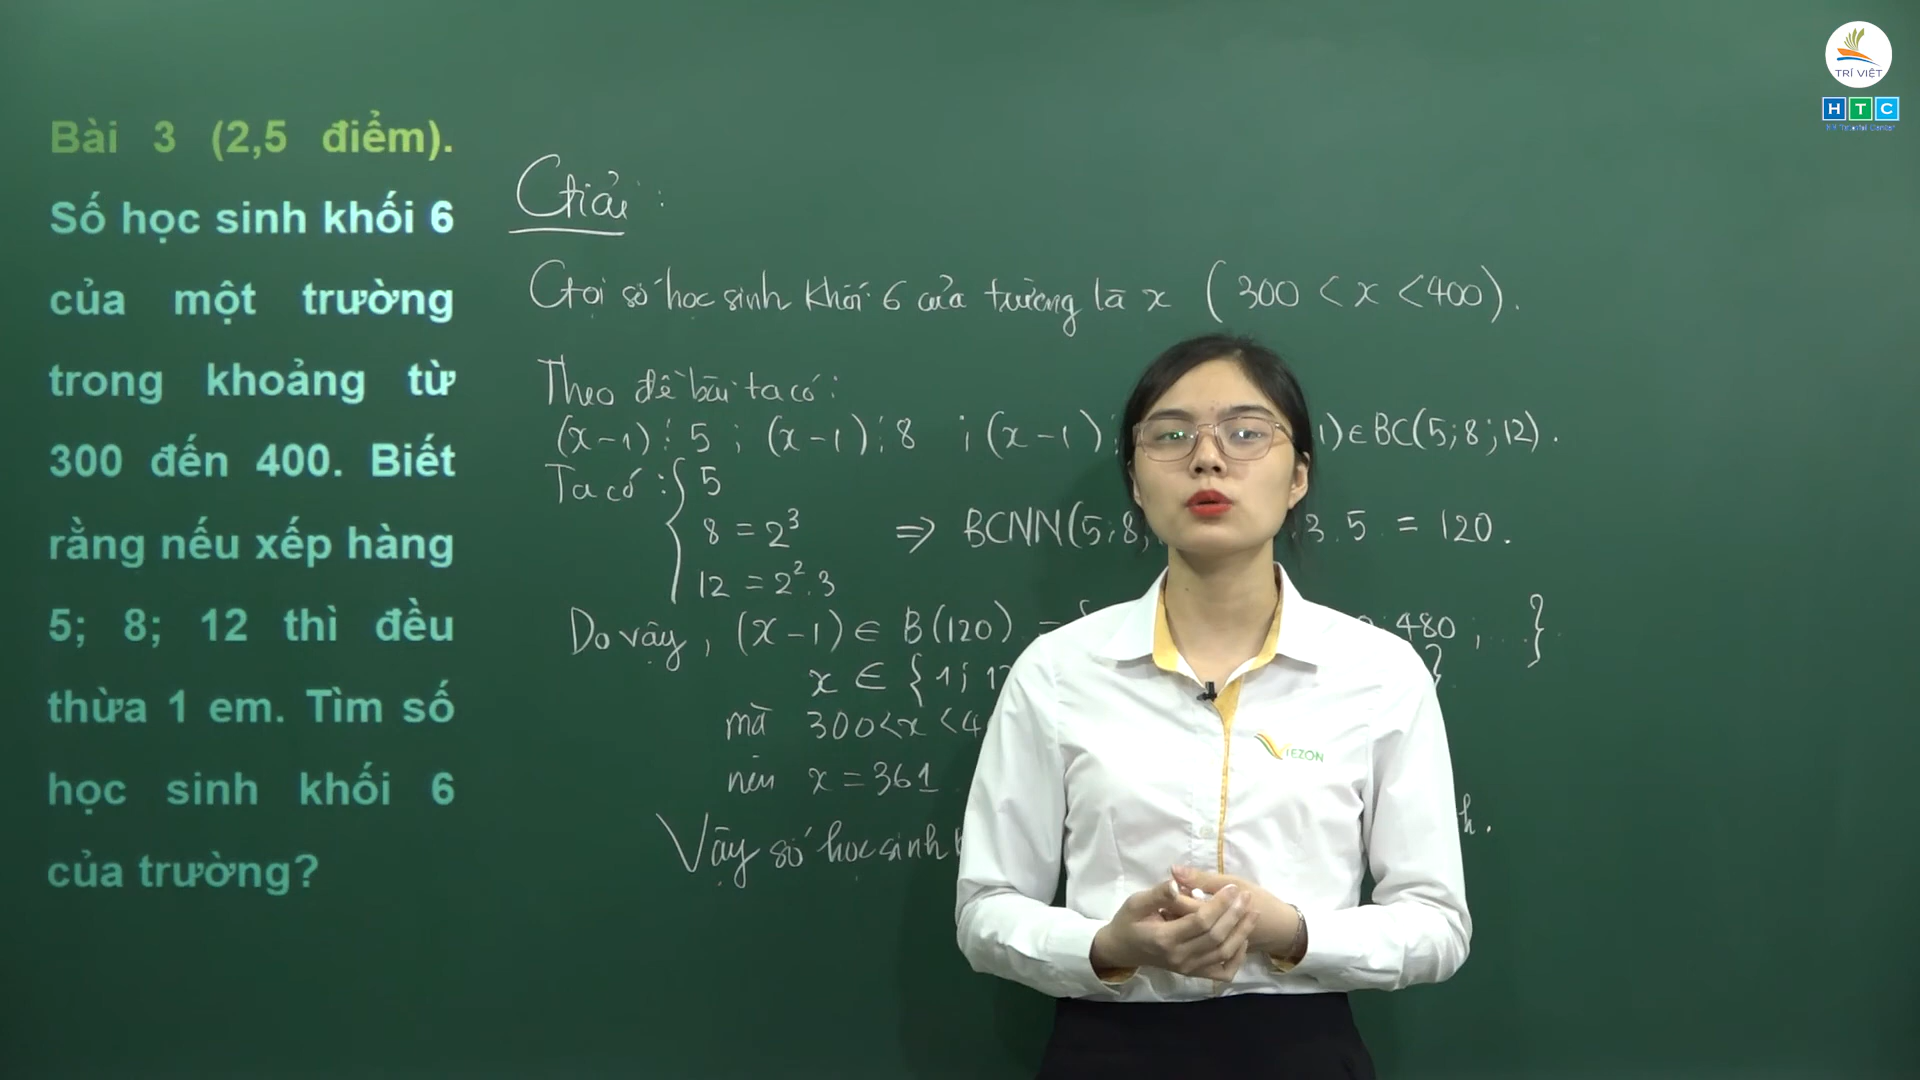 TRÍ VIỆT
HTC
Bài 3 (2,5 điểm).
Số học sinh khối 6
của một trường
trong khoảng từ
300 đến 400. Biết
rằng nếu xếp hàng
5; 8; 12 thì đều
thừa 1 em. Tìm số
học sinh khối 6
của trường?
Giải:
Gọi số học sinh khối 6 của trường là x (300 < x < 400).
Theo đề bài ta có:
(x-1)⋮5 ; (x-1)⋮8 ; (x-1)⋮ 1) ∈ BC(5;8;12).
Ta có: { 5
8 = 2³
12 = 2².3
⇒ BCNN(5;8; .3.5 = 120.
Do vậy, (x-1) ∈ B(120) = { ;480; ...}
x ∈ {1; }
mà 300<x<4
nên x = 361
Vậy số học sinh
VIEZON